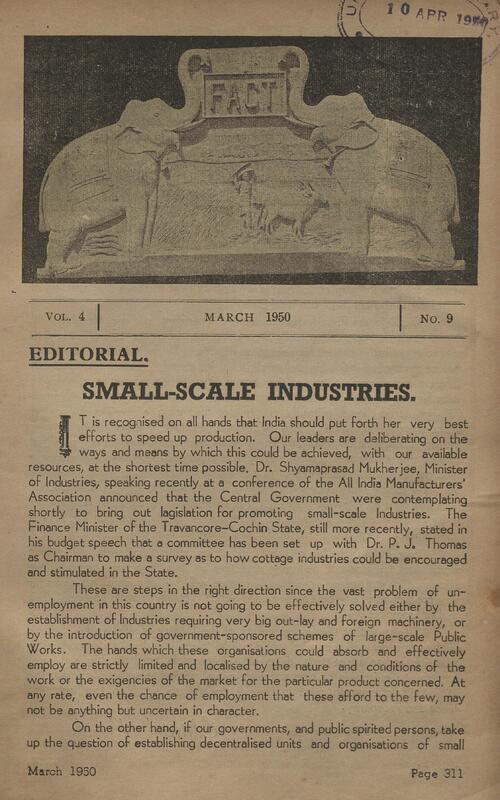 10 APR
FACT
VOL. 4
MARCH 1950
No. 9
EDITORIAL.
SMALL-SCALE INDUSTRIES.
IT is recognised on all hands that India should put forth her very best
efforts to speed up production. Our leaders are deliberating on the
ways and means by which this could be achieved, with our available
resources, at the shortest time possible. Dr. Shyamaprasad Mukherjee, Minister
of Industries, speaking recently at a conference of the All India Manufacturers'
Association announced that the Central Government were contemplating
shortly to bring out lagislation for promoting small-scale Industries. The
Finance Minister of the Travancore-Cochin State, still more recently, stated in
his budget speech that a committee has been set up with Dr. P. J. Thomas
as Chairman to make a survey as to how cottage industries could be encouraged
and stimulated in the State.
These are steps in the right direction since the vast problem of un-
employment in this country is not going to be effectively solved either by the
establishment of Industries requiring very big out-lay and foreign machinery, or
by the introduction of government-sponsored schemes of large-scale Public
Works. The hands which these organisations could absorb and effectively
employ are strictly limited and localised by the nature and conditions of the
work or the exigencies of the market for the particular product concerned. At
any rate, even the chance of employment that these afford to the few, may
not be anything but uncertain in character.
On the other hand, if our governments, and public spirited persons, take
up the question of establishing decentralised units and organisations of small
March 1950
Page 311